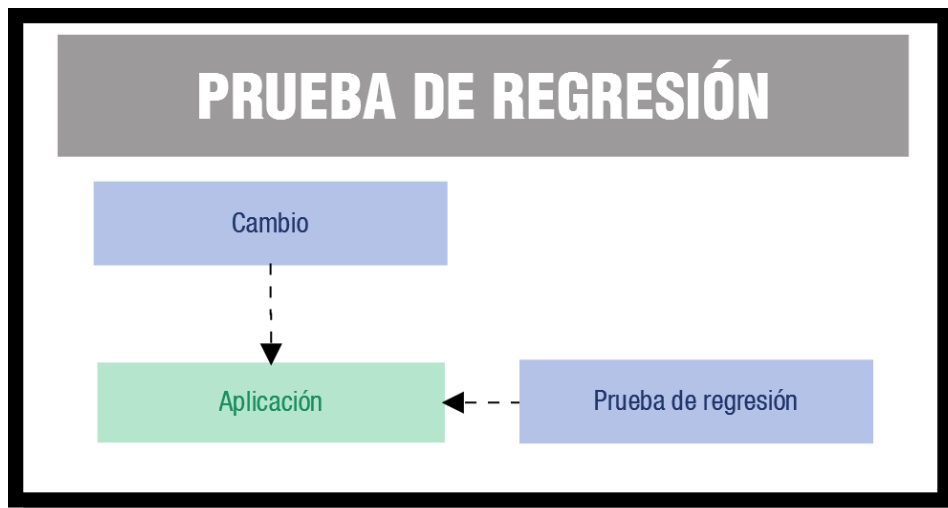 PRUEBA DE REGRESIÓN
Cambio
Aplicación
Prueba de regresión